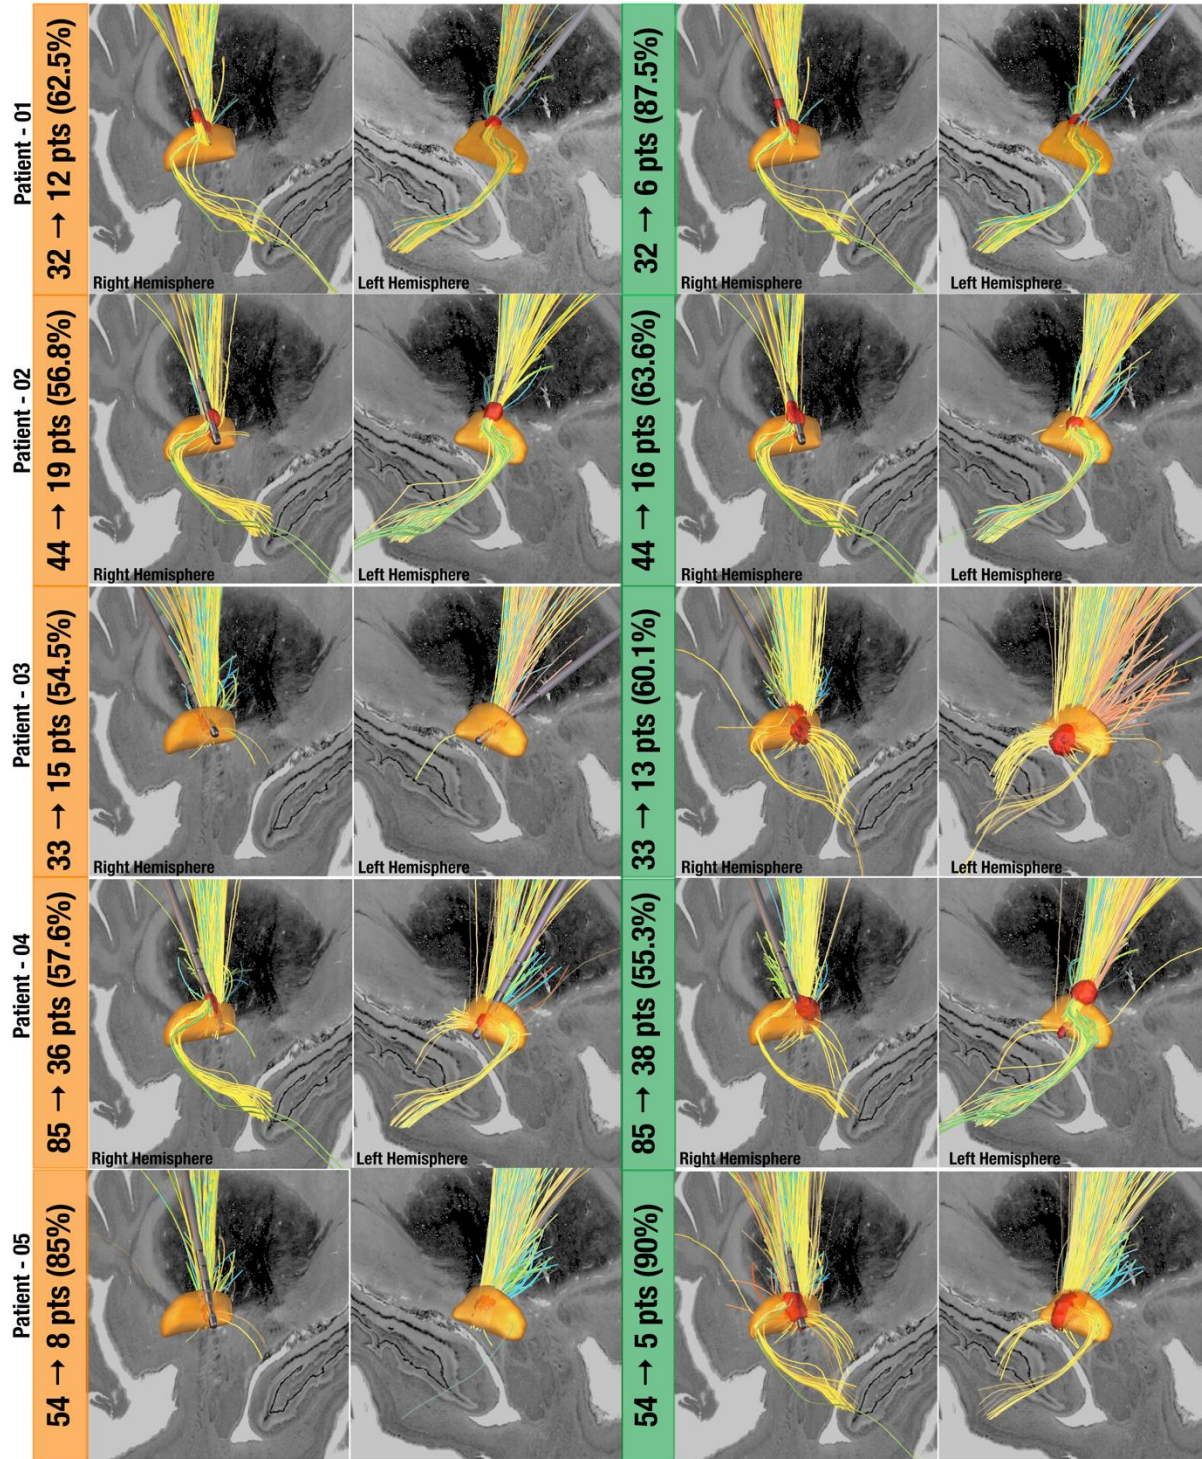 Patient - 01
32 → 12 pts (62.5%)
Right Hemisphere
Left Hemisphere
32 → 6 pts (87.5%)
Right Hemisphere
Left Hemisphere
Patient - 02
44 → 19 pts (56.8%)
Right Hemisphere
Left Hemisphere
44 → 16 pts (63.6%)
Right Hemisphere
Left Hemisphere
Patient - 03
33 → 15 pts (54.5%)
Right Hemisphere
Left Hemisphere
33 → 13 pts (60.1%)
Right Hemisphere
Left Hemisphere
Patient - 04
85 → 36 pts (57.6%)
Right Hemisphere
Left Hemisphere
85 → 38 pts (55.3%)
Right Hemisphere
Left Hemisphere
Patient - 05
54 → 8 pts (85%)
54 → 5 pts (90%)